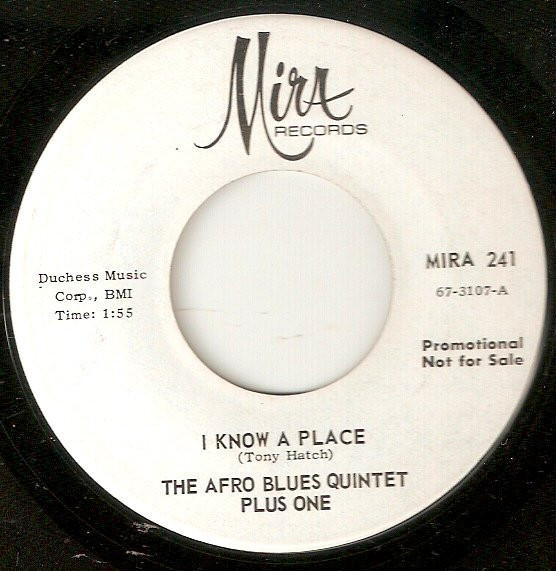 Mira
RECORDS
Duchess Music
Corp., BMI
Time: 1:55
MIRA 241
67-3107-A
Promotional
Not for Sale
I KNOW A PLACE
(Tony Hatch)
THE AFRO BLUES QUINTET
PLUS ONE